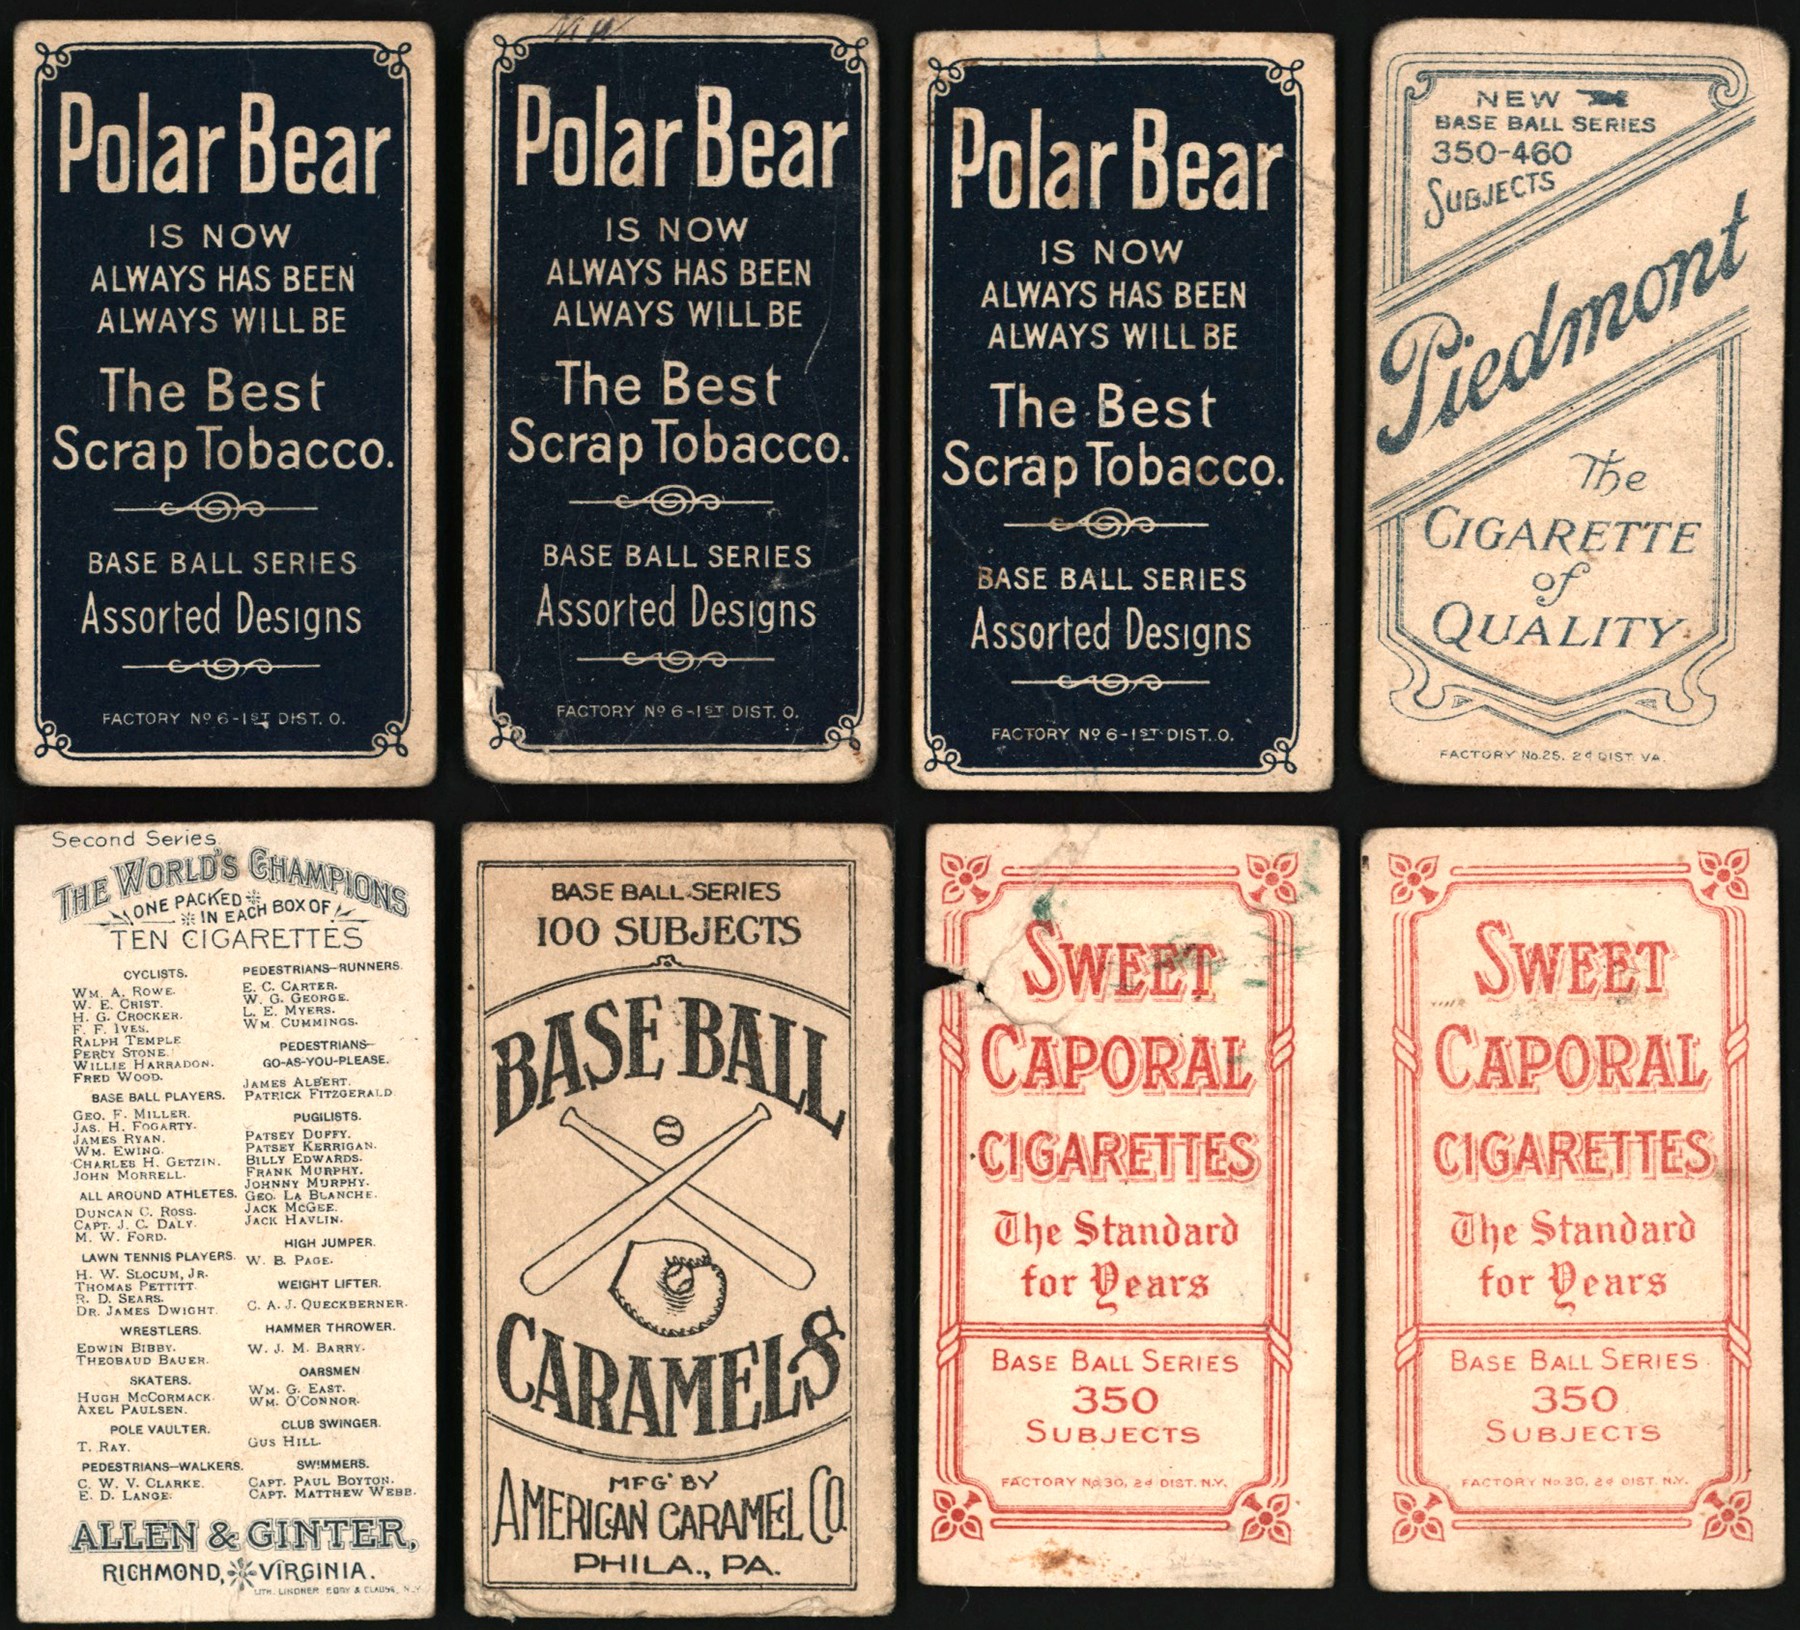 Polar Bear
IS NOW
ALWAYS HAS BEEN
ALWAYS WILL BE
The Best
Scrap Tobacco.
BASE BALL SERIES
Assorted Designs
FACTORY No 6-1ST DIST. O.
Polar Bear
IS NOW
ALWAYS HAS BEEN
ALWAYS WILL BE
The Best
Scrap Tobacco.
BASE BALL SERIES
Assorted Designs
FACTORY No 6-1ST DIST. O.
Polar Bear
IS NOW
ALWAYS HAS BEEN
ALWAYS WILL BE
The Best
Scrap Tobacco.
BASE BALL SERIES
Assorted Designs
FACTORY No 6-1ST DIST. O.
NEW
BASE BALL SERIES
350-460
SUBJECTS
Piedmont
The
CIGARETTE
of
QUALITY
FACTORY No. 25. 2d DIST. VA.
Second Series.
THE WORLD'S CHAMPIONS
ONE PACKED
IN EACH BOX OF
TEN CIGARETTES
CYCLISTS.
WM. A. ROWE.
W. E. CRIST.
H. G. CROCKER.
F. F. IVES.
RALPH TEMPLE
PERCY STONE.
WILLIE HARRADON.
FRED WOOD.
BASE BALL PLAYERS.
GEO. F. MILLER.
JAS. H. FOGARTY.
JAMES RYAN.
WM. EWING.
CHARLES H. GETZIN.
JOHN MORRELL.
ALL AROUND ATHLETES.
DUNCAN C. ROSS.
CAPT. J. C. DALY.
M. W. FORD.
LAWN TENNIS PLAYERS.
H. W. SLOCUM, JR.
THOMAS PETTITT.
R. D. SEARS.
DR. JAMES DWIGHT.
WRESTLERS.
EDWIN BIBBY.
THEOBAUD BAUER.
SKATERS.
HUGH MCCORMACK.
AXEL PAULSEN.
POLE VAULTER.
T. RAY.
PEDESTRIANS-WALKERS.
C. W. V. CLARKE.
E. D. LANGE.
PEDESTRIANS-RUNNERS.
E. C. CARTER.
W. G. GEORGE.
L. E. MYERS.
WM. CUMMINGS.
PEDESTRIANS-
GO-AS-YOU-PLEASE.
JAMES ALBERT.
PATRICK FITZGERALD
PUGILISTS.
PATSEY DUFFY.
PATSEY KERRIGAN.
BILLY EDWARDS.
FRANK MURPHY.
JOHNNY MURPHY.
GEO. LA BLANCHE.
JACK MCGEE.
JACK HAVLIN.
HIGH JUMPER.
W. B. PAGE.
WEIGHT LIFTER.
C. A. J. QUECKBERNER.
HAMMER THROWER.
W. J. M. BARRY.
OARSMEN
WM. G. EAST.
WM. O'CONNOR.
CLUB SWINGER.
GUS HILL.
SWIMMERS.
CAPT. PAUL BOYTON.
CAPT. MATTHEW WEBB.
ALLEN & GINTER,
RICHMOND, VIRGINIA.
LITH. LINDNER EDDY & CLAUSS, N.Y.
BASE BALL SERIES
100 SUBJECTS
BASE BALL
CARAMELS
MFG BY
AMERICAN CARAMEL CO.
PHILA., PA.
SWEET
CAPORAL
CIGARETTES
The Standard
for Years
BASE BALL SERIES
350
SUBJECTS
FACTORY No. 30, 2d DIST. N.Y.
SWEET
CAPORAL
CIGARETTES
The Standard
for Years
BASE BALL SERIES
350
SUBJECTS
FACTORY No. 30, 2d DIST. N.Y.